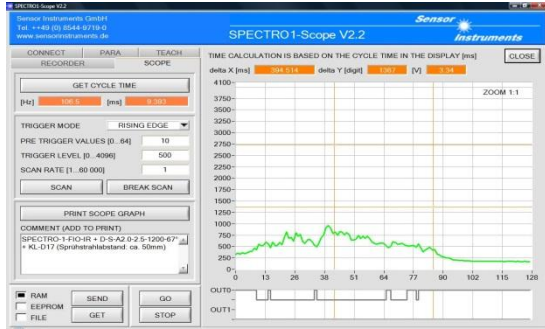 SPECTRO1-Scope V2.2
Sensor Instruments GmbH
Tel. ++49 (0) 8544-9719-0
www.sensorinstruments.de
SPECTRO1-Scope V2.2
Sensor
Instruments
CONNECT PARA TEACH
RECORDER SCOPE
GET CYCLE TIME
[Hz] 106.5 [ms] 9.393
TRIGGER MODE RISING EDGE
PRE TRIGGER VALUES [0...64] 10
TRIGGER LEVEL [0...4096] 500
SCAN RATE [1...60 000] 1
SCAN BREAK SCAN
PRINT SCOPE GRAPH
COMMENT (ADD TO PRINT)
SPECTRO-1-FIO-IR + D-S-A2.0-2.5-1200-67°
+ KL-D17 (Sprühstrahlabstand: ca. 50mm)
RAM
EEPROM
FILE
SEND GO
GET STOP
TIME CALCULATION IS BASED ON THE CYCLE TIME IN THE DISPLAY [ms]
CLOSE
delta X [ms] 394.514 delta Y [digit] 1367 [V] 3.34
ZOOM 1:1
4100
3750
3500
3250
3000
2750
2500
2250
2000
1750
1500
1250
1000
750
500
250
0
0 13 26 38 51 64 77 90 102 115 128
OUT0
OUT1